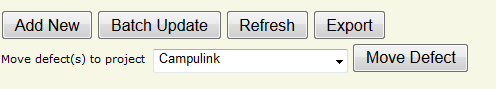 Add New Batch Update Refresh Export
Move defect(s) to project Campulink Move Defect